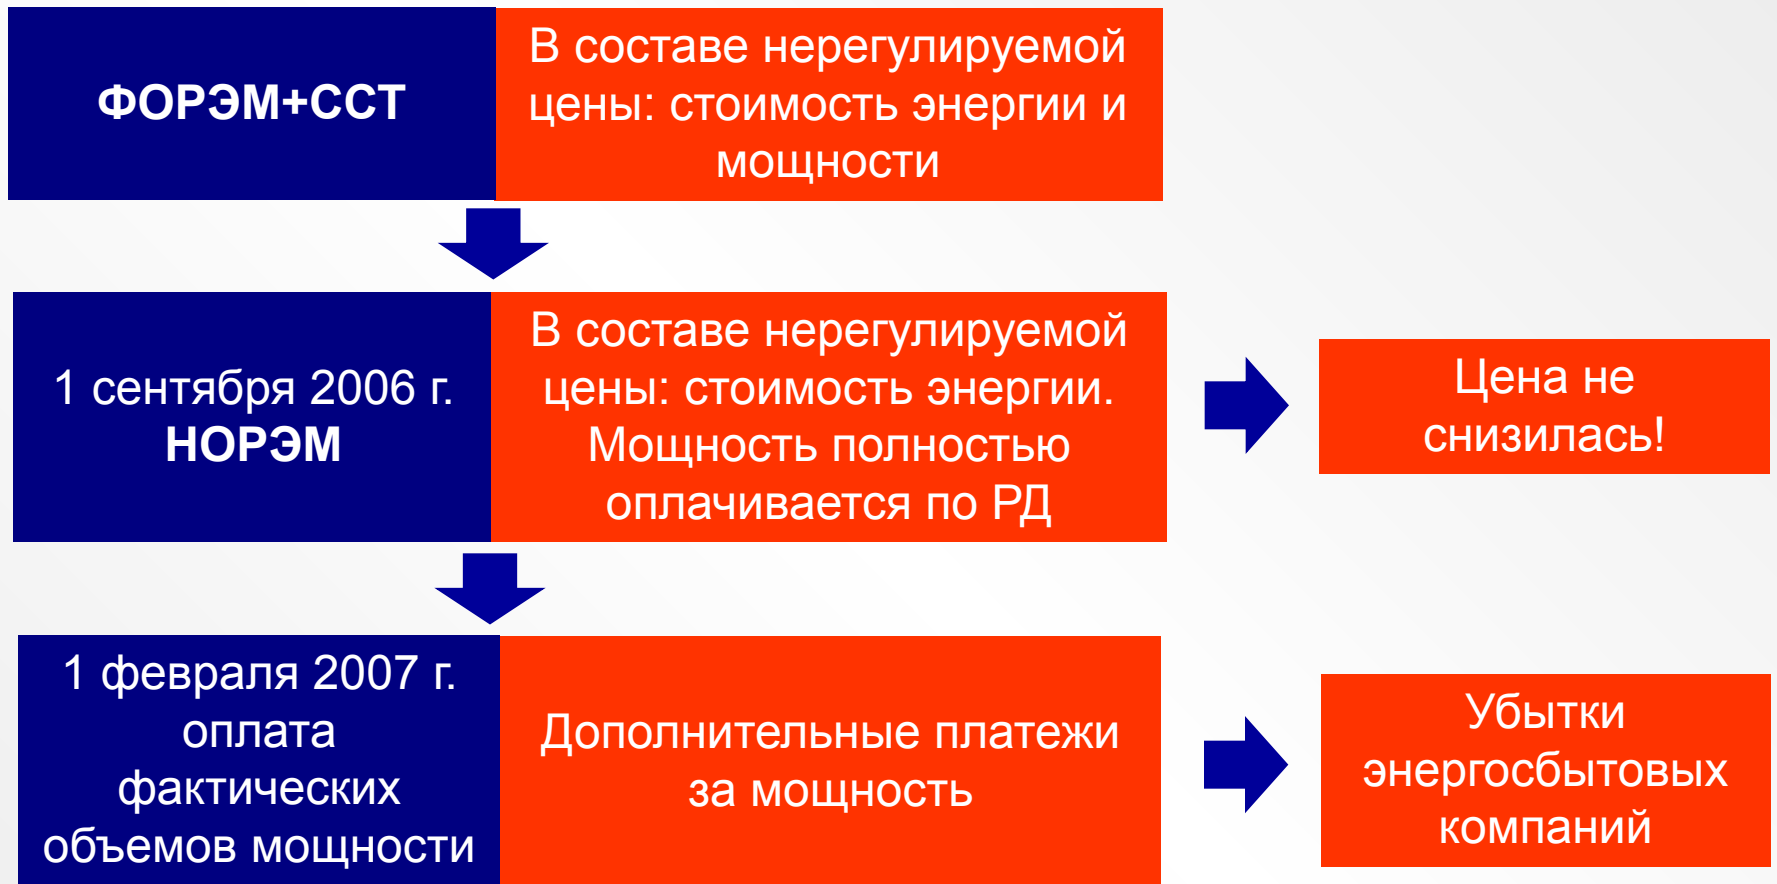 ФОРЭМ+ССТ
В составе нерегулируемой
цены: стоимость энергии и
мощности
1 сентября 2006 г.
НОРЭМ
В составе нерегулируемой
цены: стоимость энергии.
Мощность полностью
оплачивается по РД
Цена не
снизилась!
1 февраля 2007 г.
оплата
фактических
объемов мощности
Дополнительные платежи
за мощность
Убытки
энергосбытовых
компаний